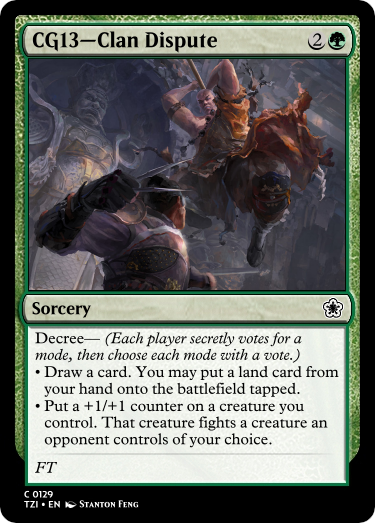 CG13—Clan Dispute 2
Sorcery
Decree— (Each player secretly votes for a
mode, then choose each mode with a vote.)
• Draw a card. You may put a land card from
your hand onto the battlefield tapped.
• Put a +1/+1 counter on a creature you
control. That creature fights a creature an
opponent controls of your choice.
FT
C 0129
TZI • EN STANTON FENG